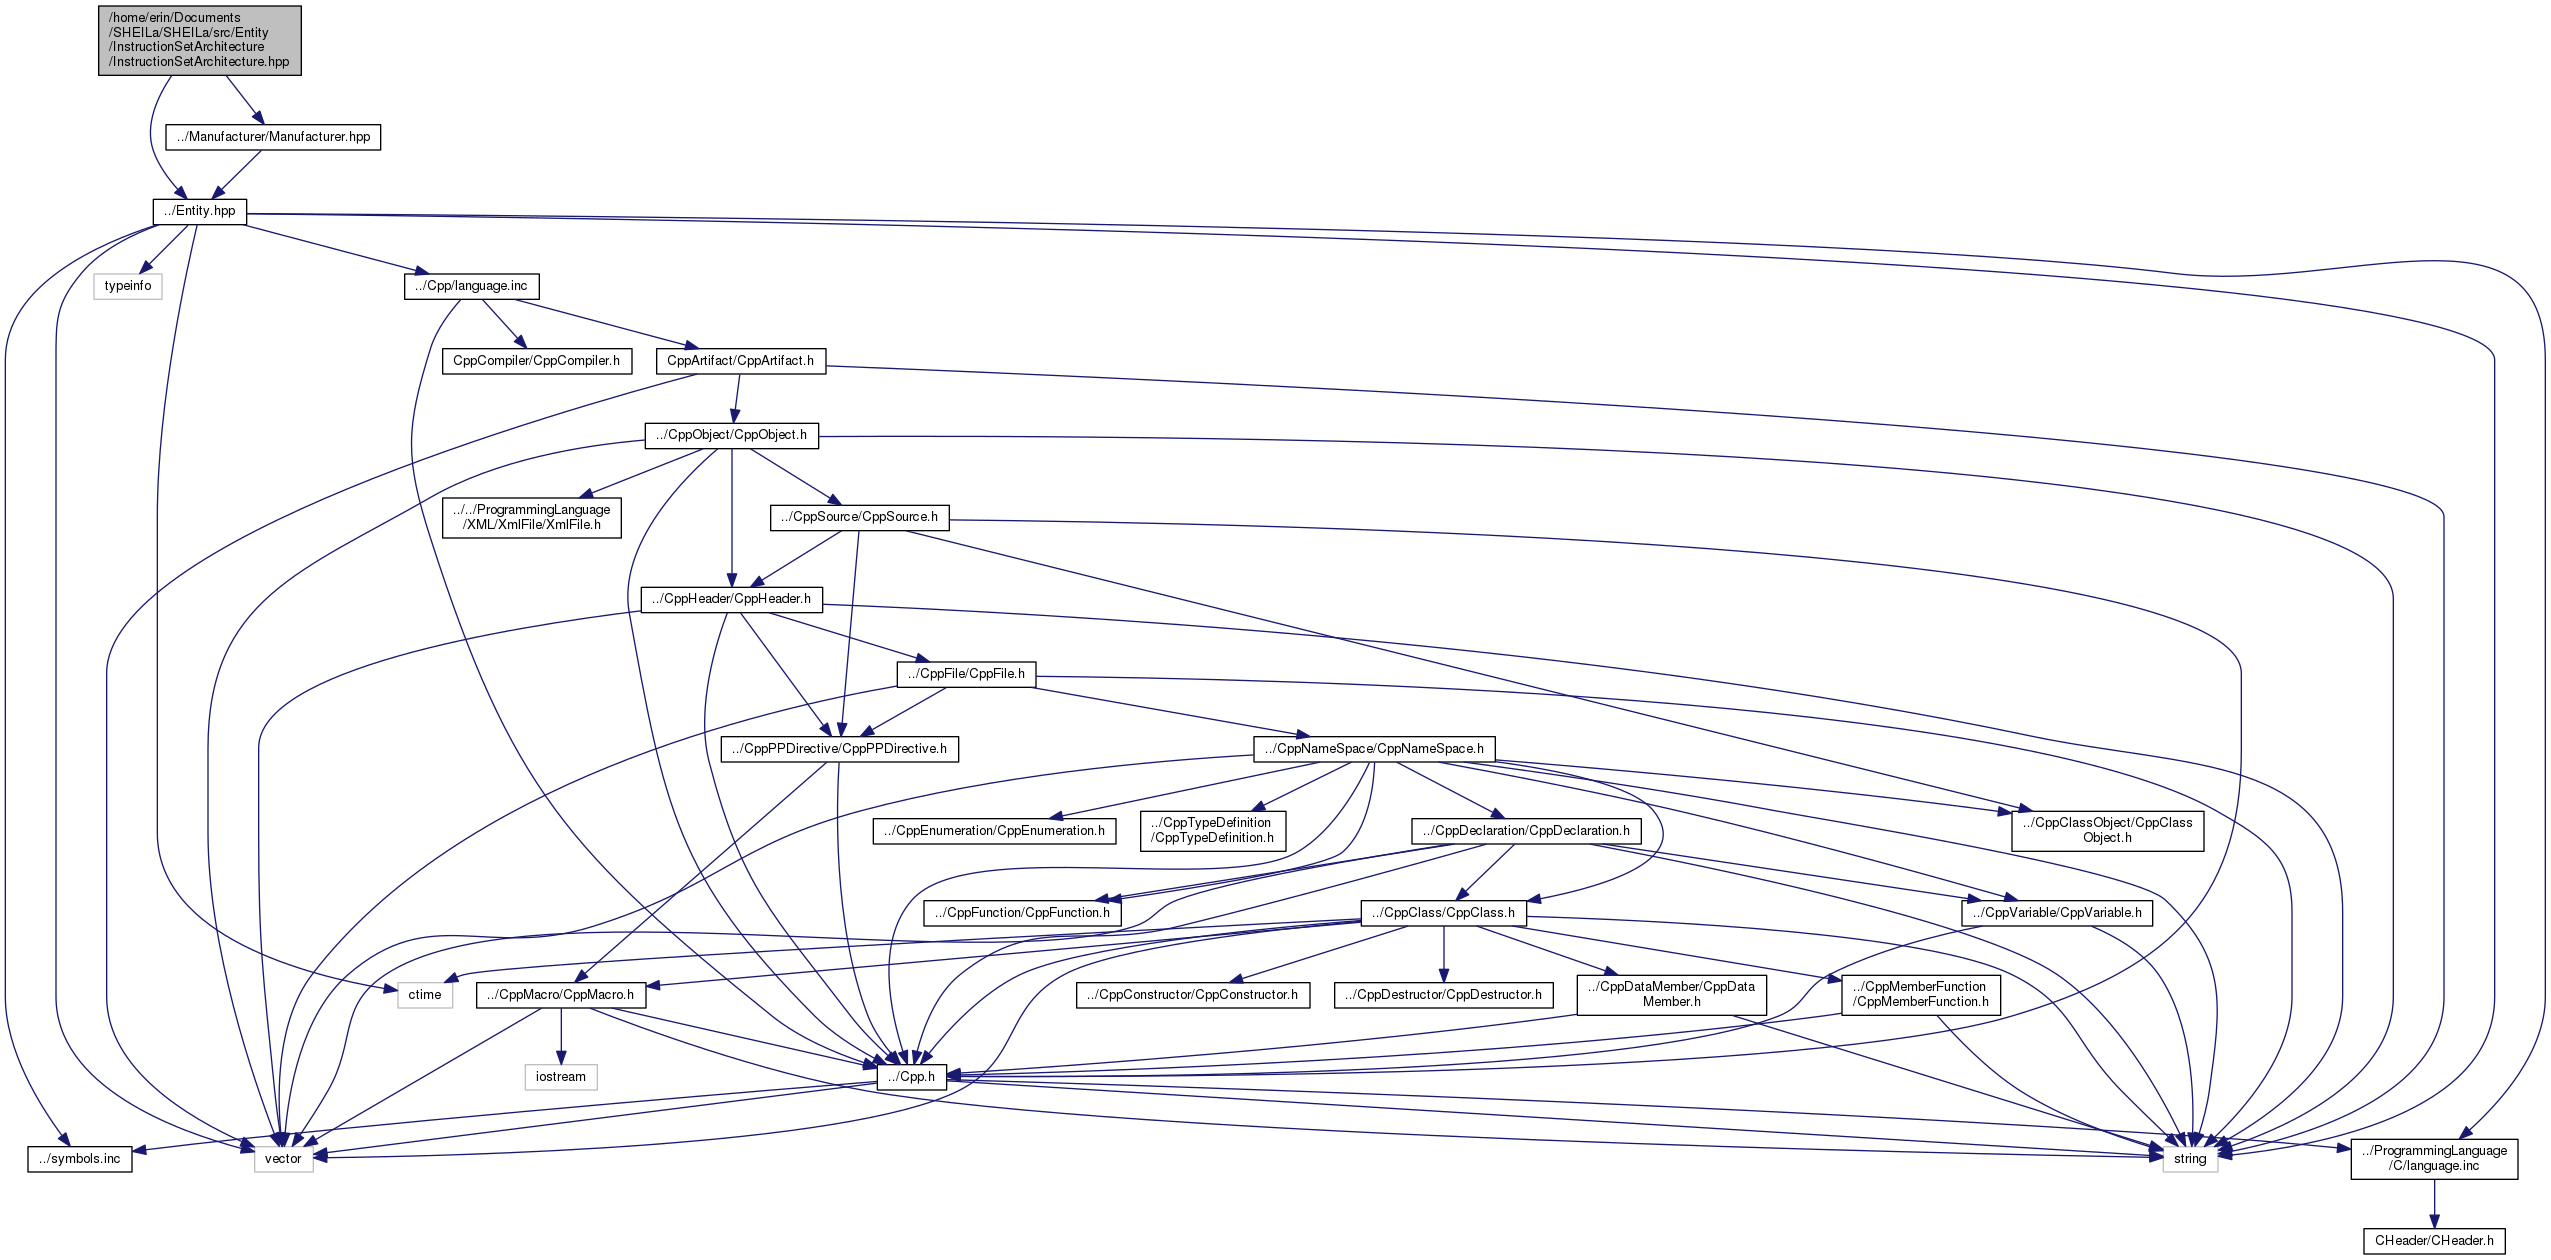 /home/erin/Documents
/SHEILa/SHEILa/src/Entity
/InstructionSetArchitecture
/InstructionSetArchitecture.hpp
../Manufacturer/Manufacturer.hpp
../Entity.hpp
typeinfo
../Cpp/language.inc
CppCompiler/CppCompiler.h
CppArtifact/CppArtifact.h
../CppObject/CppObject.h
../../ProgrammingLanguage
/XML/XmlFile/XmlFile.h
../CppSource/CppSource.h
../CppHeader/CppHeader.h
../CppFile/CppFile.h
../CppPPDirective/CppPPDirective.h
../CppNameSpace/CppNameSpace.h
../CppEnumeration/CppEnumeration.h
../CppTypeDefinition
/CppTypeDefinition.h
../CppDeclaration/CppDeclaration.h
../CppClassObject/CppClass
Object.h
../CppFunction/CppFunction.h
../CppClass/CppClass.h
../CppVariable/CppVariable.h
ctime
../CppMacro/CppMacro.h
../CppConstructor/CppConstructor.h
../CppDestructor/CppDestructor.h
../CppDataMember/CppData
Member.h
../CppMemberFunction
/CppMemberFunction.h
iostream
../Cpp.h
../symbols.inc
vector
string
../ProgrammingLanguage
/C/language.inc
CHeader/CHeader.h